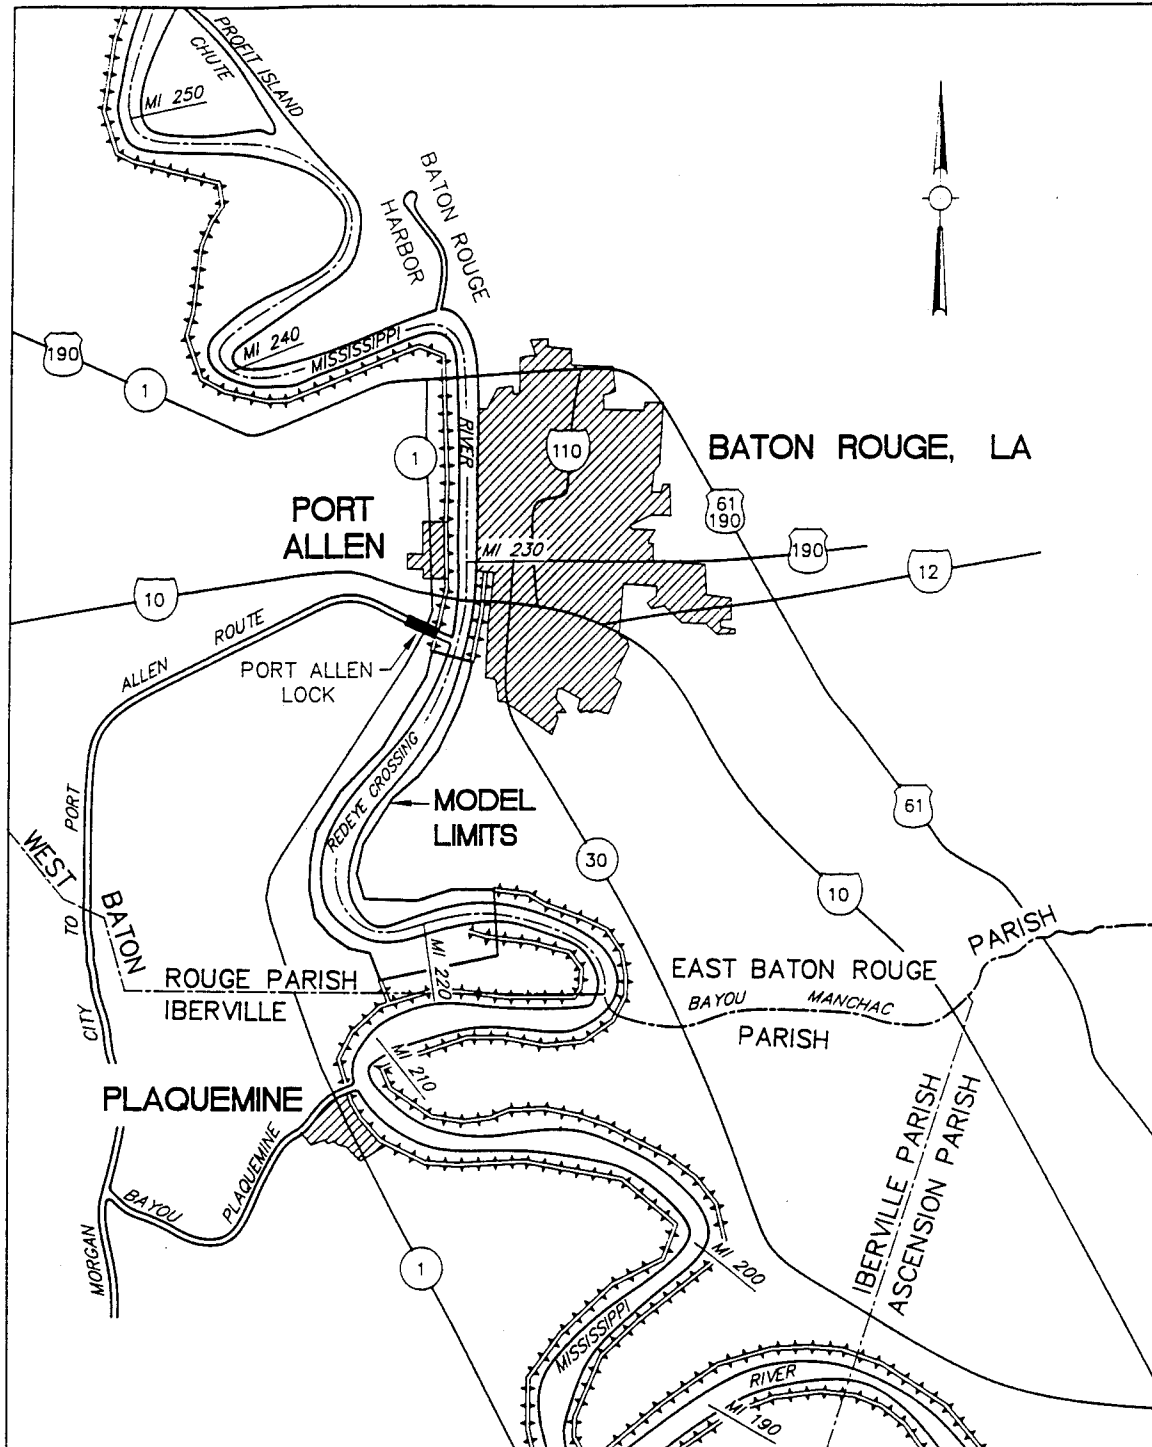 PROFIT ISLAND
CHUTE
MI 250
BATON ROUGE
HARBOR
MI 240
MISSISSIPPI
190
1
RIVER
1
110
BATON ROUGE, LA
61
190
PORT
ALLEN
MI 230
190
12
10
ALLEN ROUTE
PORT ALLEN
LOCK
REDEYE CROSSING
MODEL
LIMITS
PORT
TO
CITY
MORGAN
30
61
10
WEST
BATON
ROUGE PARISH
IBERVILLE
MI 220
EAST BATON ROUGE
PARISH
BAYOU MANCHAC
PARISH
MI 210
PLAQUEMINE
BAYOU
PLAQUEMINE
IBERVILLE PARISH
ASCENSION PARISH
MI 200
1
MISSISSIPPI
RIVER
MI 190